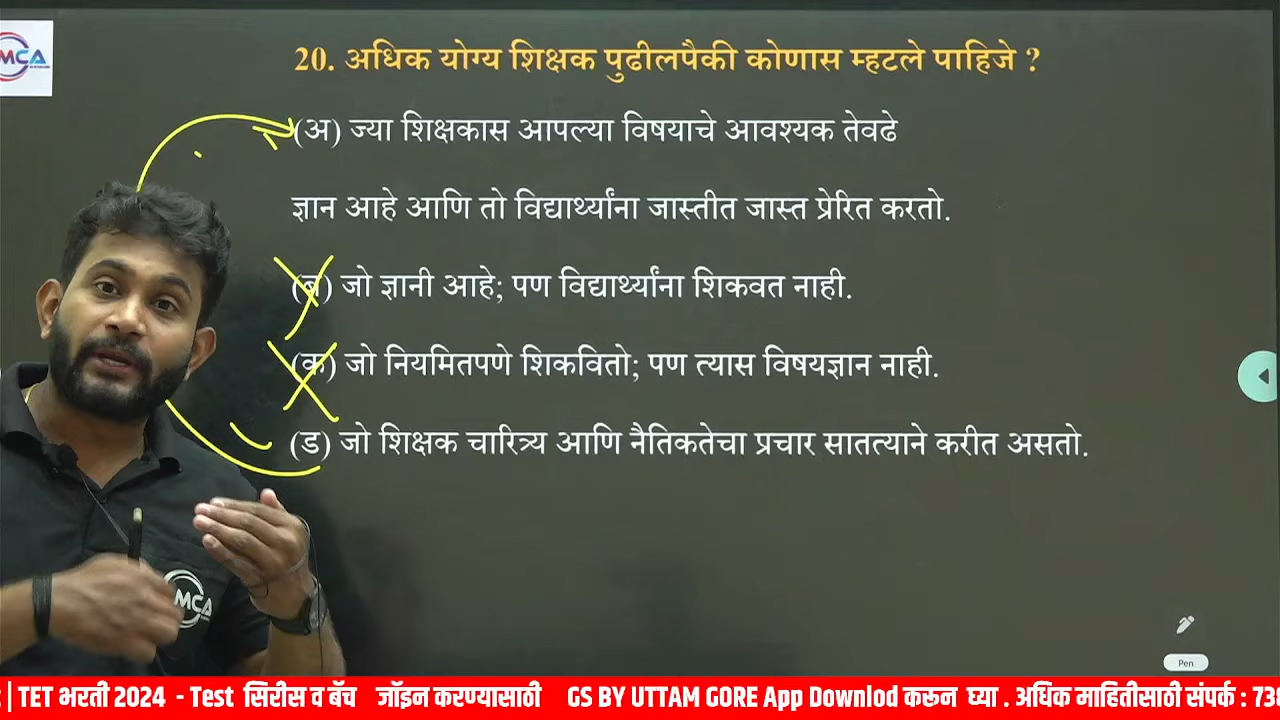 MCA
20. अधिक योग्य शिक्षक पुढीलपैकी कोणास म्हटले पाहिजे ?
(अ) ज्या शिक्षकास आपल्या विषयाचे आवश्यक तेवढे
ज्ञान आहे आणि तो विद्यार्थ्यांना जास्तीत जास्त प्रेरित करतो.
(ब) जो ज्ञानी आहे; पण विद्यार्थ्यांना शिकवत नाही.
(क) जो नियमितपणे शिकवितो; पण त्यास विषयज्ञान नाही.
(ड) जो शिक्षक चारित्र्य आणि नैतिकतेचा प्रचार सातत्याने करीत असतो.
MCA
Pen
| TET भरती 2024 - Test सिरीस व बॅच जॉइन करण्यासाठी GS BY UTTAM GORE App Downlod करून घ्या . अधिक माहितीसाठी संपर्क : 738